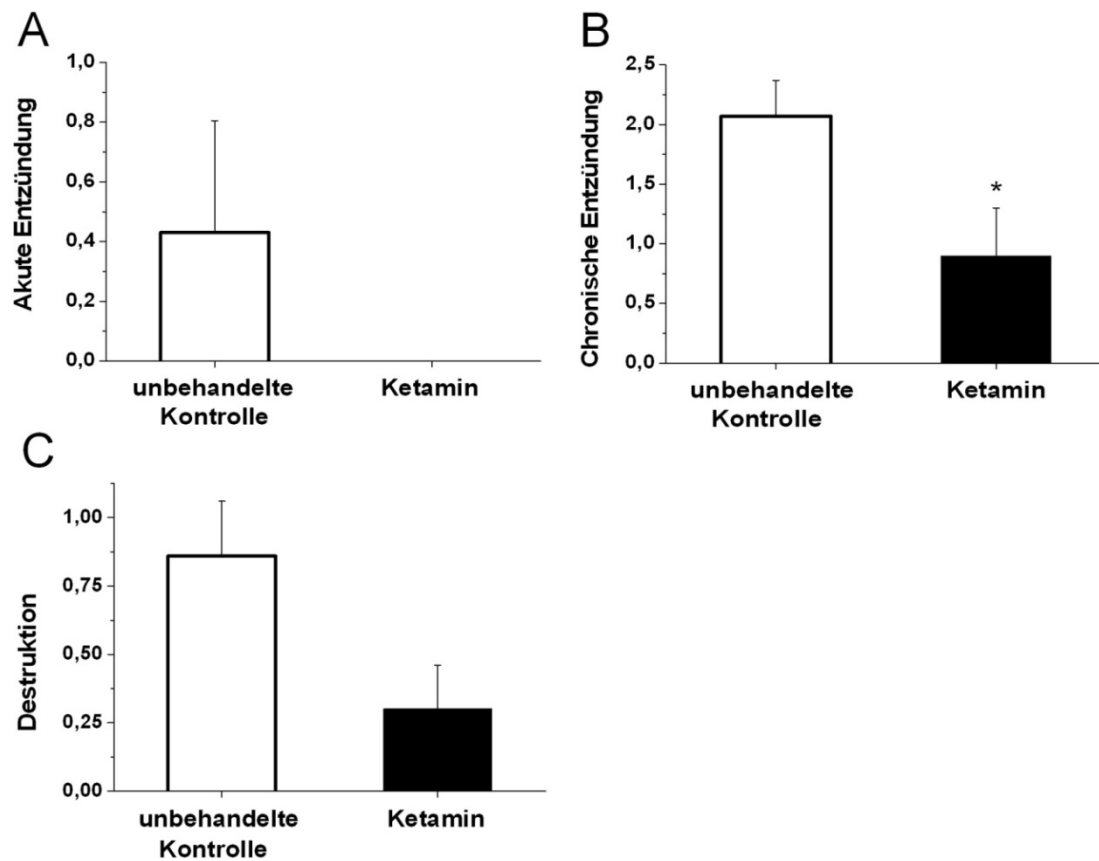 A
Akute Entzündung
1,0
0,8
0,6
0,4
0,2
0,0
unbehandelte
Kontrolle
Ketamin
B
Chronische Entzündung
2,5
2,0
1,5
1,0
0,5
0,0
*
unbehandelte
Kontrolle
Ketamin
C
Destruktion
1,00
0,75
0,50
0,25
0,00
unbehandelte
Kontrolle
Ketamin